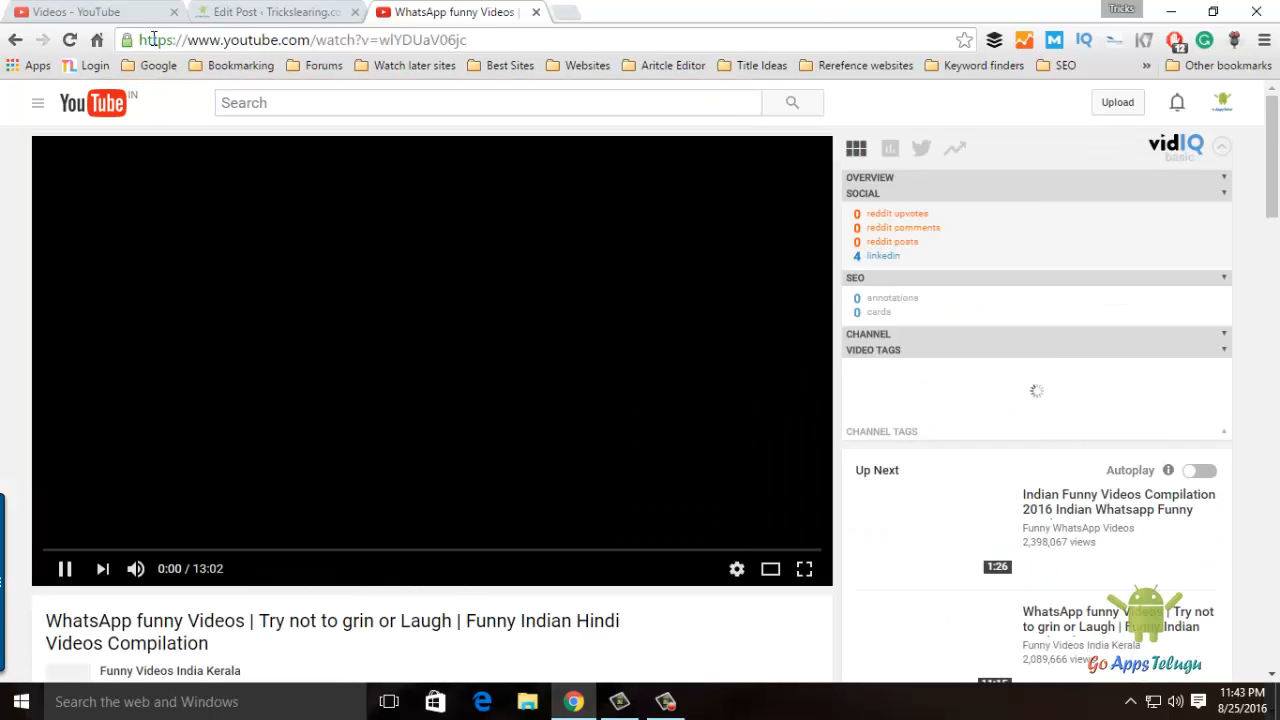 Videos - YouTube
Edit Post ‹ Trickslearing.co
WhatsApp funny Videos |
Tricks
https://www.youtube.com/watch?v=wlYDUaV06jc
IQ
K7
12
Apps
Login
Google
Bookmarking
Forums
Watch later sites
Best Sites
Websites
Aritcle Editor
Title Ideas
Rerefence websites
Keyword finders
SEO
»
Other bookmarks
YouTube IN
Search
Upload
vidIQ
basic
OVERVIEW
SOCIAL
0 reddit upvotes
0 reddit comments
0 reddit posts
4 linkedin
SEO
0 annotations
0 cards
CHANNEL
VIDEO TAGS
CHANNEL TAGS
0:00 / 13:02
Up Next
Autoplay
Indian Funny Videos Compilation
2016 Indian Whatsapp Funny
Funny WhatsApp Videos
2,398,067 views
1:26
WhatsApp funny Videos | Try not
to grin or Laugh | Funny Indian
Funny Videos India Kerala
2,089,666 views
11:15
Go Apps Telugu
WhatsApp funny Videos | Try not to grin or Laugh | Funny Indian Hindi
Videos Compilation
Funny Videos India Kerala
Search the web and Windows
11:43 PM
8/25/2016